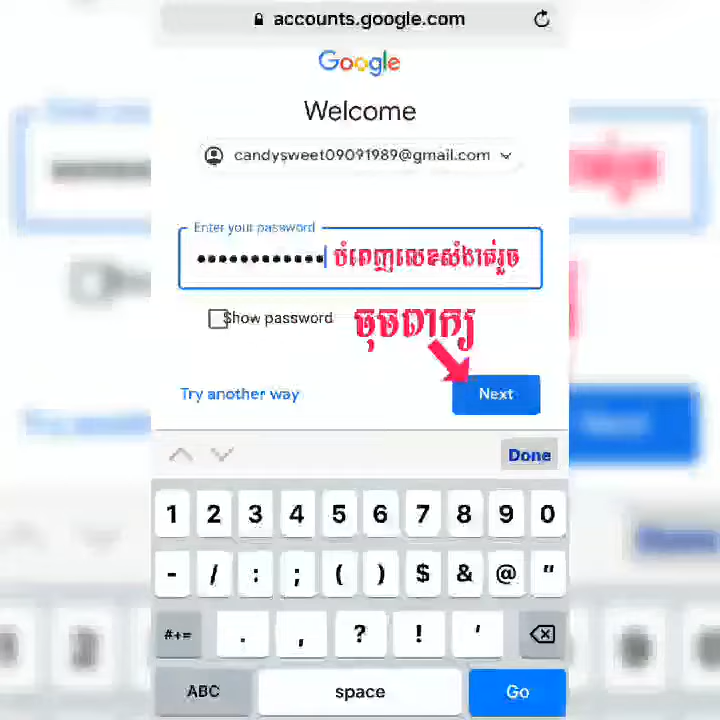 accounts.google.com
Google
Welcome
candysweet09091989@gmail.com
Enter your password
•••••••••••• បំពេញលេខសំងាត់រួច
Show password ចុចពាក្យ
Try another way Next
Done
1 2 3 4 5 6 7 8 9 0
- / : ; ( ) $ & @ "
#+= . , ? ! '
ABC space Go